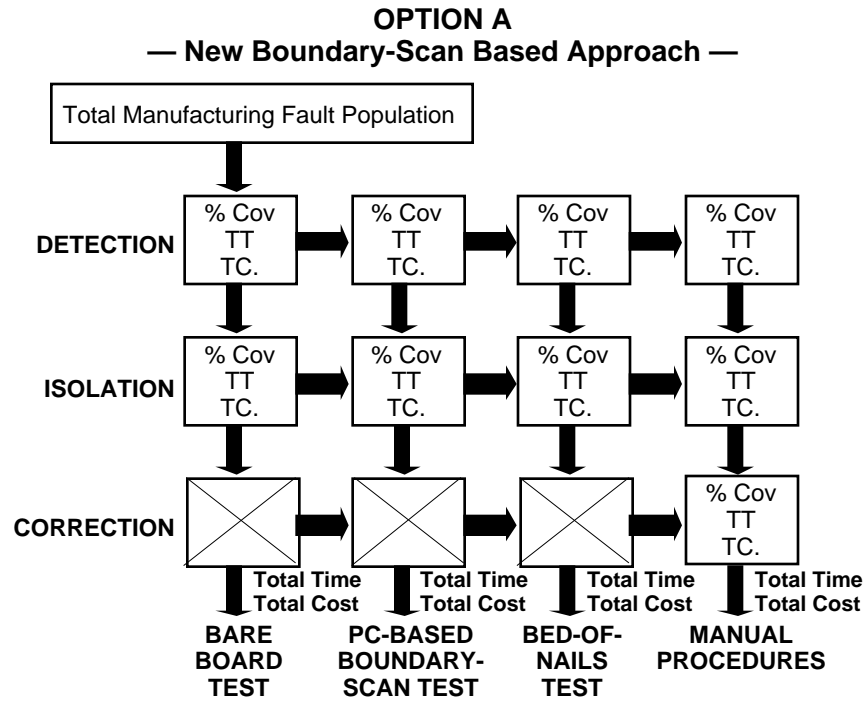 OPTION A
— New Boundary-Scan Based Approach —
Total Manufacturing Fault Population
DETECTION
% Cov
TT
TC.
% Cov
TT
TC.
% Cov
TT
TC.
% Cov
TT
TC.
ISOLATION
% Cov
TT
TC.
% Cov
TT
TC.
% Cov
TT
TC.
% Cov
TT
TC.
CORRECTION
% Cov
TT
TC.
Total Time
Total Cost
Total Time
Total Cost
Total Time
Total Cost
Total Time
Total Cost
BARE
BOARD
TEST
PC-BASED
BOUNDARY-
SCAN TEST
BED-OF-
NAILS
TEST
MANUAL
PROCEDURES